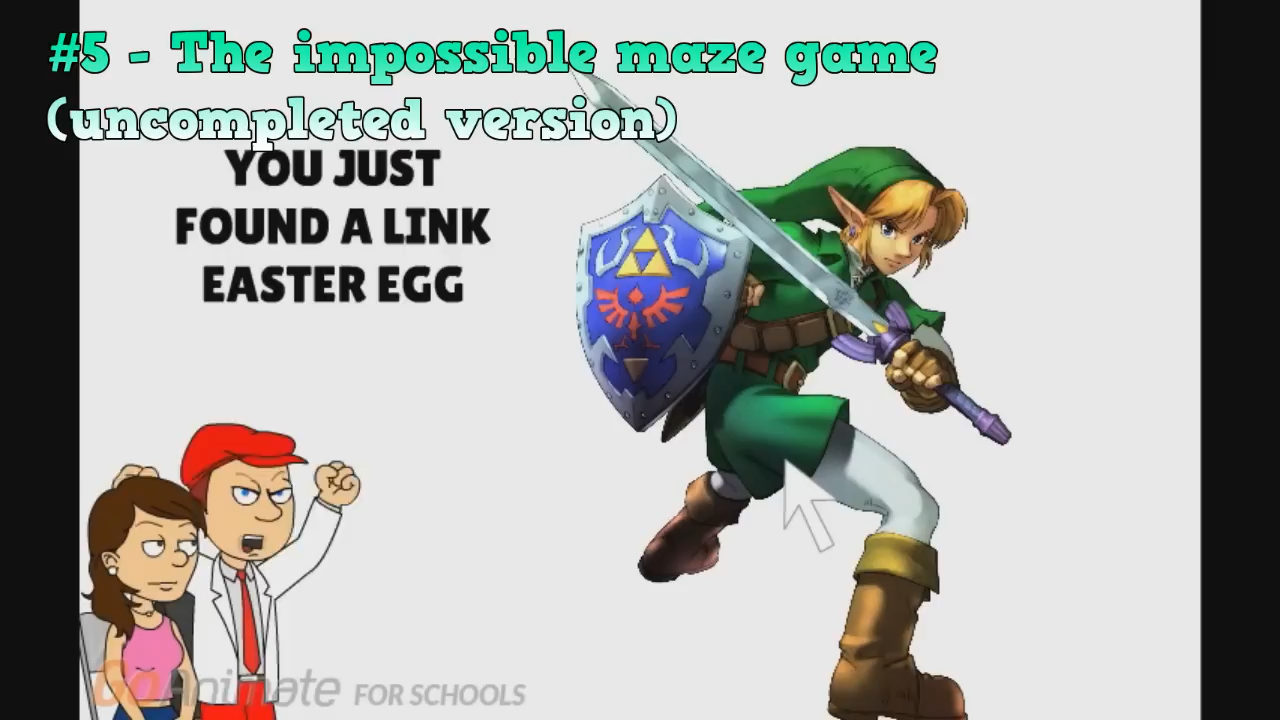 #5 - The impossible maze game
(uncompleted version)
YOU JUST
FOUND A LINK
EASTER EGG
GoAnimate FOR SCHOOLS